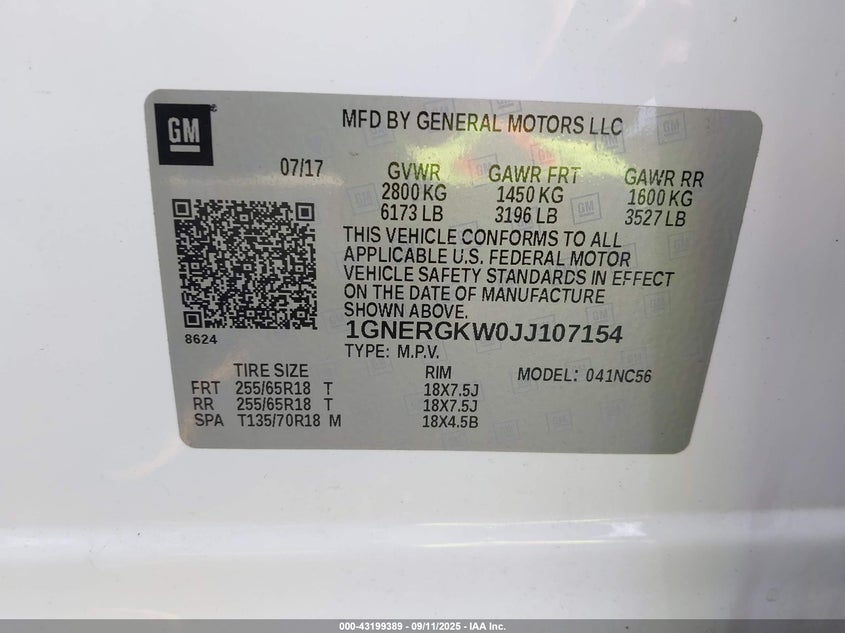 GM
MFD BY GENERAL MOTORS LLC
07/17
GVWR GAWR FRT GAWR RR
2800 KG 1450 KG 1600 KG
6173 LB 3196 LB 3527 LB
THIS VEHICLE CONFORMS TO ALL
APPLICABLE U.S. FEDERAL MOTOR
VEHICLE SAFETY STANDARDS IN EFFECT
ON THE DATE OF MANUFACTURE
SHOWN ABOVE.
8624
1GNERGKW0JJ107154
TYPE: M.P.V.
TIRE SIZE RIM MODEL: 041NC56
FRT 255/65R18 T 18X7.5J
RR 255/65R18 T 18X7.5J
SPA T135/70R18 M 18X4.5B
000-43199389 - 09/11/2025 - IAA Inc.